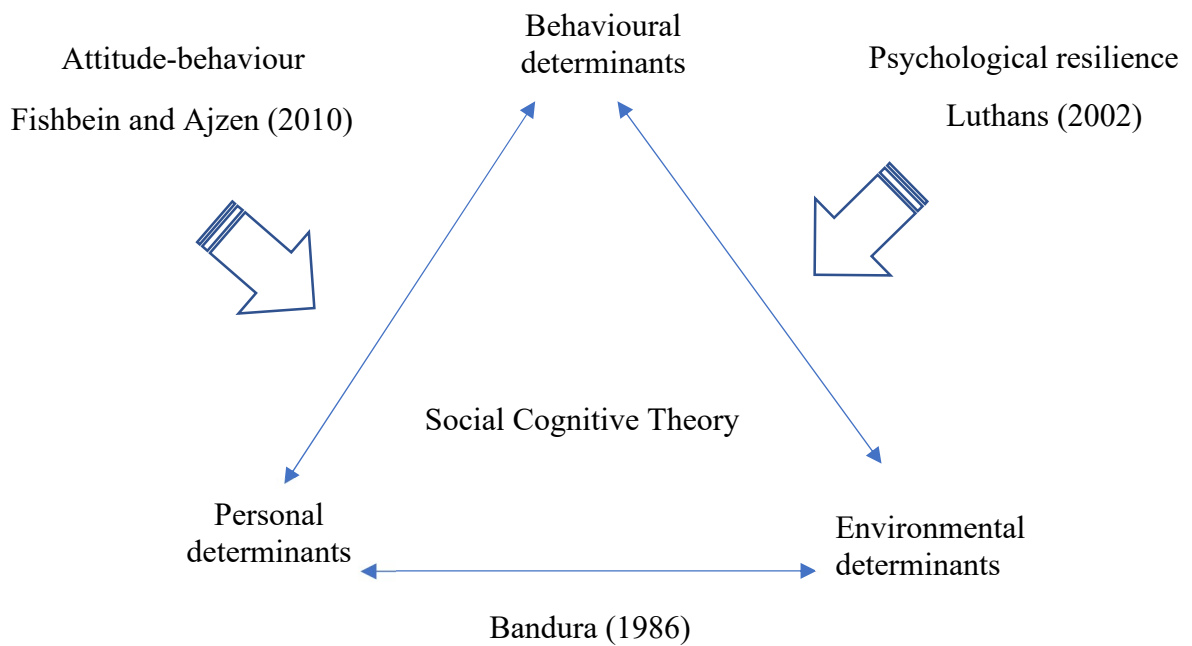 Attitude-behaviour
Fishbein and Ajzen (2010)
Behavioural
determinants
Psychological resilience
Luthans (2002)
Social Cognitive Theory
Personal
determinants
Environmental
determinants
Bandura (1986)